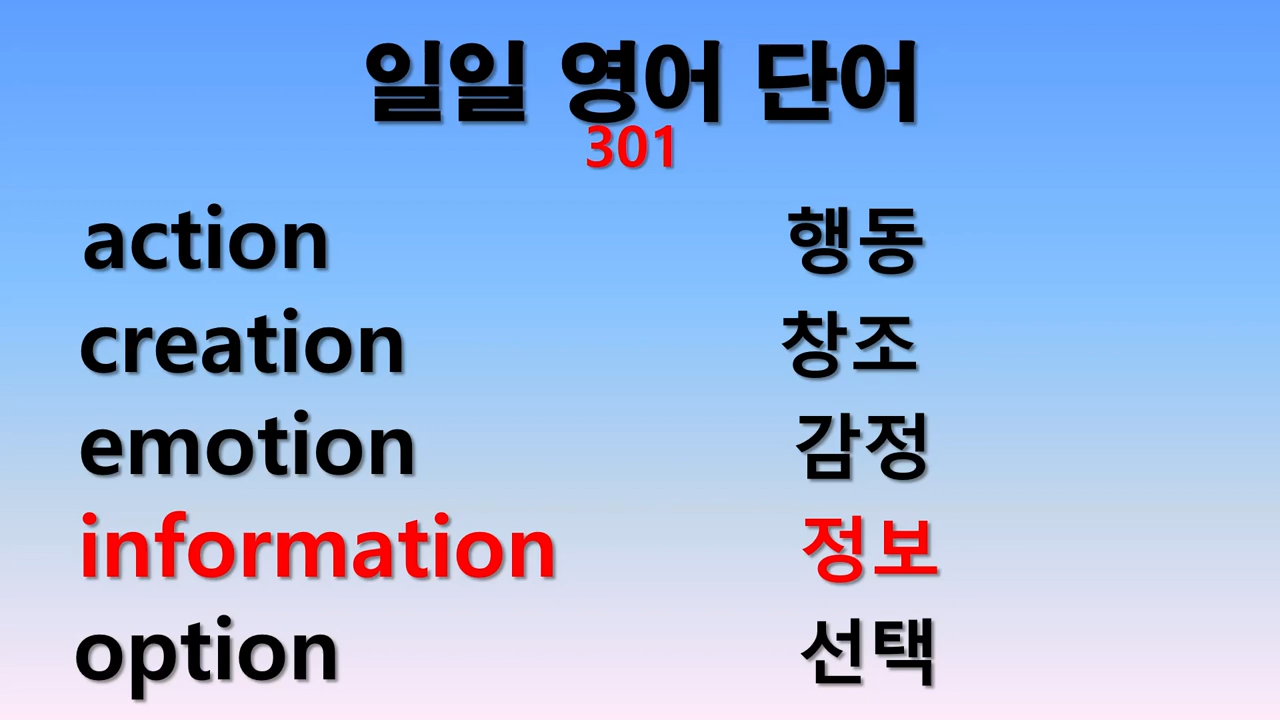 일일 영어 단어
301
action 행동
creation 창조
emotion 감정
information 정보
option 선택